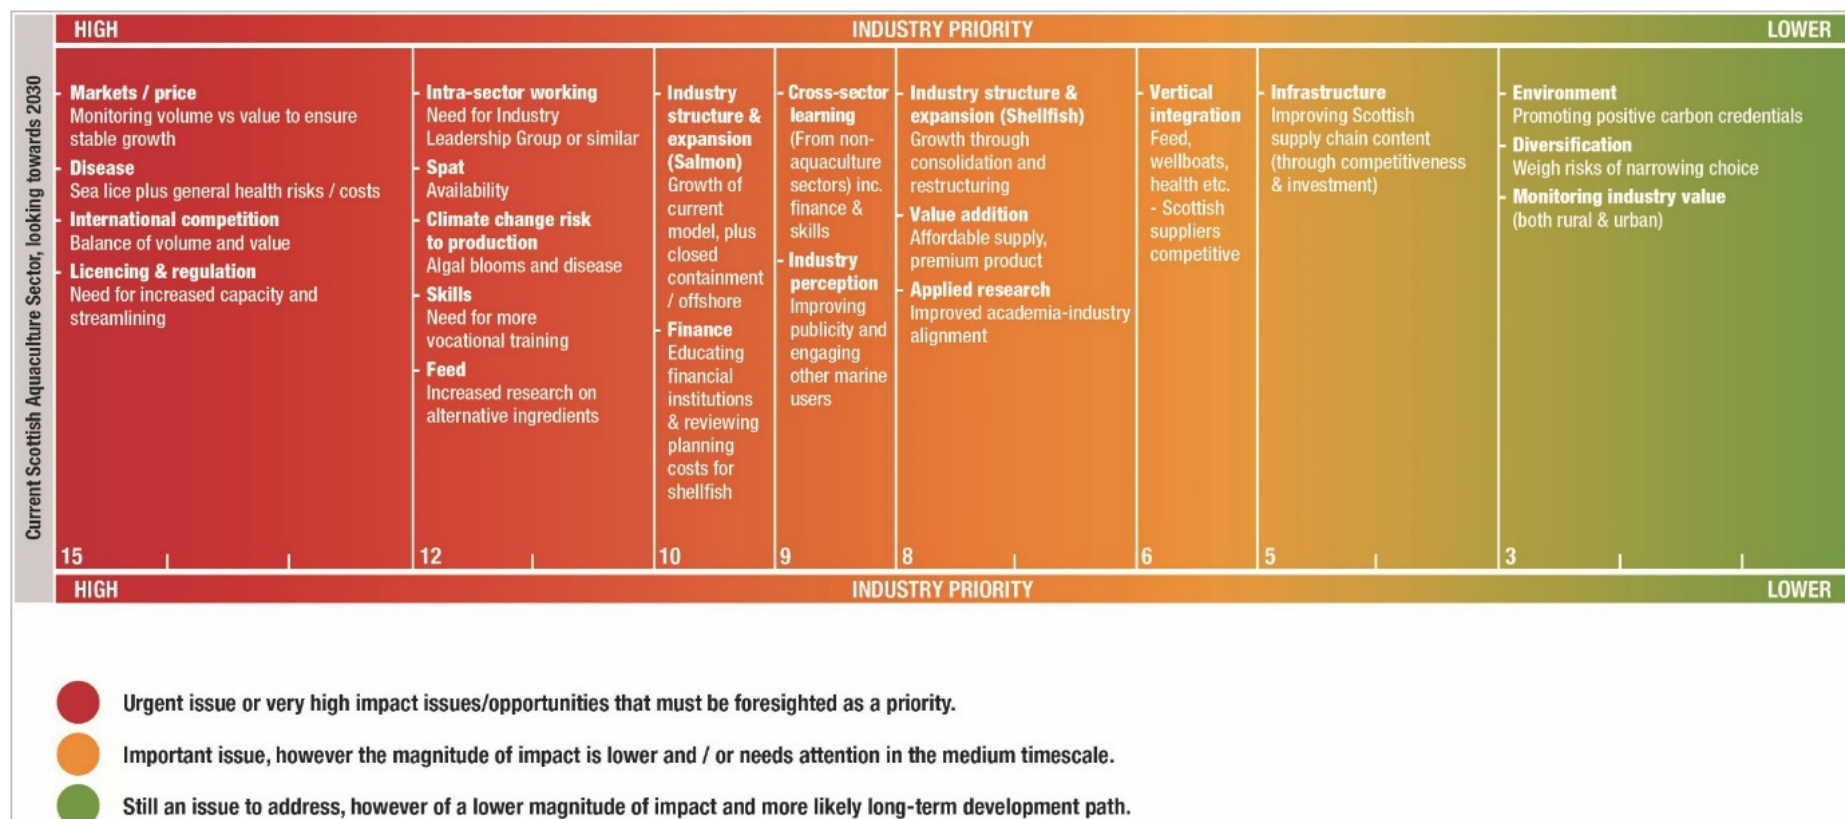 HIGH INDUSTRY PRIORITY LOWER
Current Scottish Aquaculture Sector, looking towards 2030
Markets / price
Monitoring volume vs value to ensure
stable growth
Disease
Sea lice plus general health risks / costs
International competition
Balance of volume and value
Licencing & regulation
Need for increased capacity and
streamlining
15
Intra-sector working
Need for Industry
Leadership Group or similar
Spat
Availability
Climate change risk
to production
Algal blooms and disease
Skills
Need for more
vocational training
Feed
Increased research on
alternative ingredients
12
Industry
structure &
expansion
(Salmon)
Growth of
current
model, plus
closed
containment
/ offshore
Finance
Educating
financial
institutions
& reviewing
planning
costs for
shellfish
10
Cross-sector
learning
(From non-
aquaculture
sectors) inc.
finance &
skills
Industry
perception
Improving
publicity and
engaging
other marine
users
9
Industry structure &
expansion (Shellfish)
Growth through
consolidation and
restructuring
Value addition
Affordable supply,
premium product
Applied research
Improved academia-industry
alignment
8
Vertical
integration
Feed,
wellboats,
health etc.
- Scottish
suppliers
competitive
6
Infrastructure
Improving Scottish
supply chain content
(through competitiveness
& investment)
5
Environment
Promoting positive carbon credentials
Diversification
Weigh risks of narrowing choice
Monitoring industry value
(both rural & urban)
3
HIGH INDUSTRY PRIORITY LOWER
Urgent issue or very high impact issues/opportunities that must be foresighted as a priority.
Important issue, however the magnitude of impact is lower and / or needs attention in the medium timescale.
Still an issue to address, however of a lower magnitude of impact and more likely long-term development path.